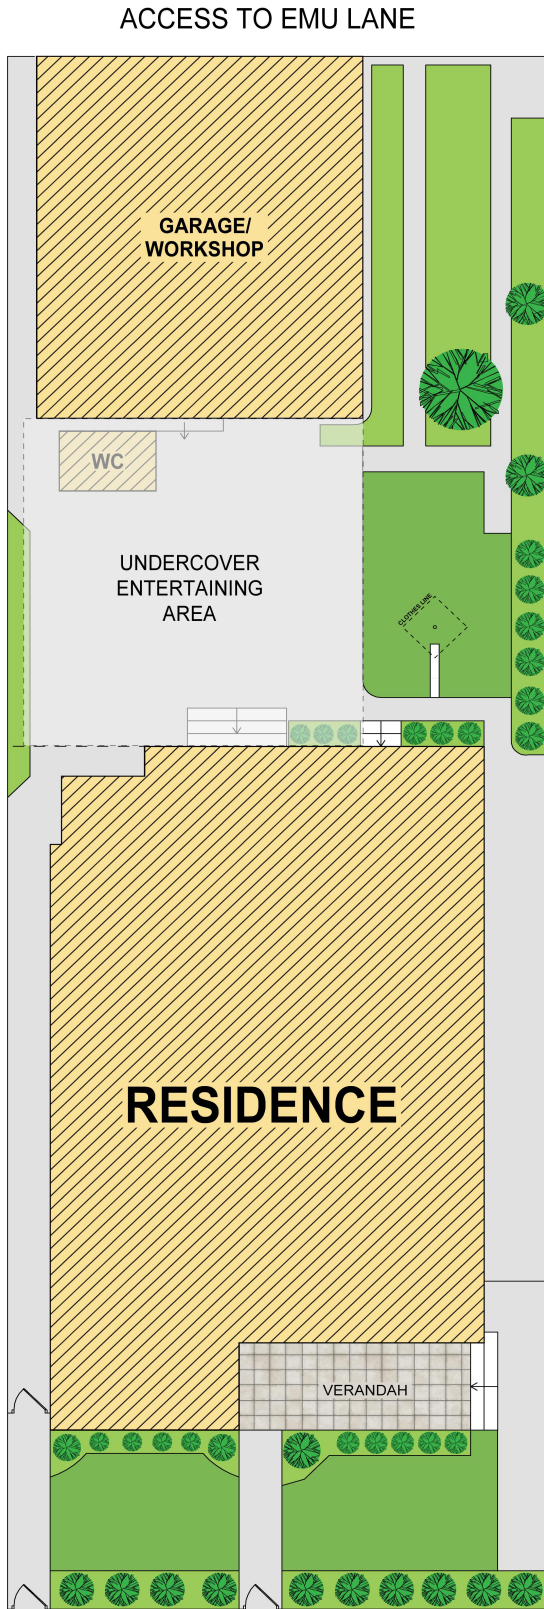 ACCESS TO EMU LANE
GARAGE/
WORKSHOP
WC
UNDERCOVER
ENTERTAINING
AREA
CLOTHES LINE
RESIDENCE
VERANDAH